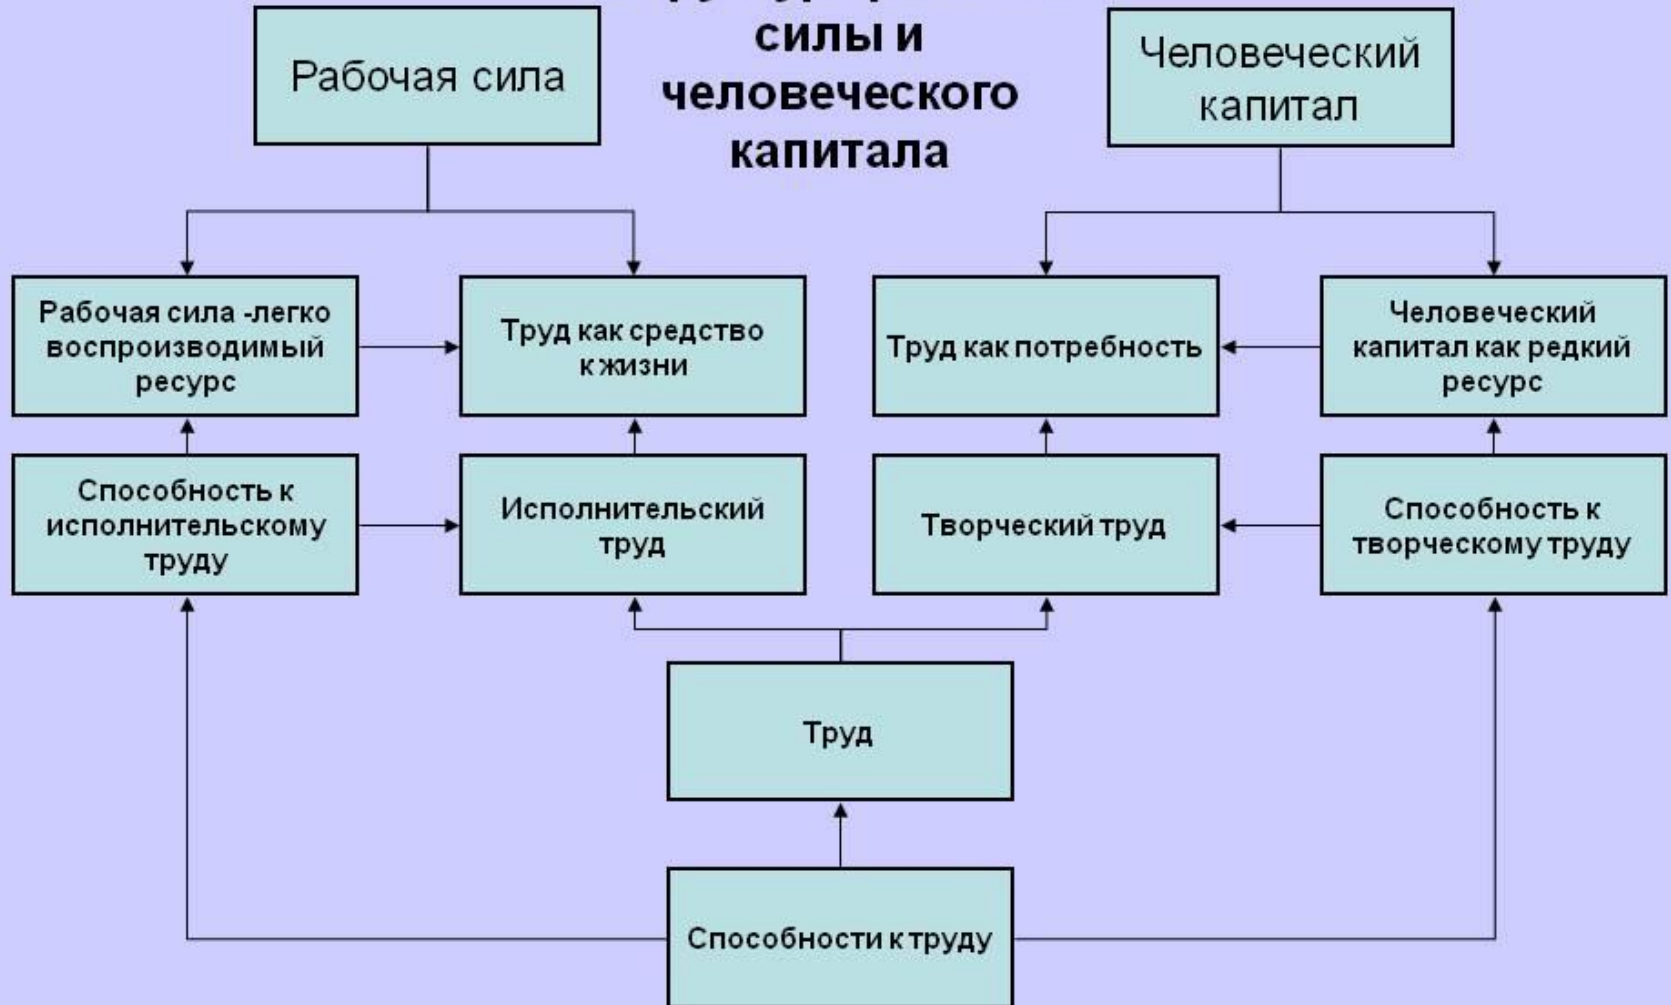 силы и
человеческого
капитала
Рабочая сила
Человеческий
капитал
Рабочая сила -легко
воспроизводимый
ресурс
Труд как средство
к жизни
Труд как потребность
Человеческий
капитал как редкий
ресурс
Способность к
исполнительскому
труду
Исполнительский
труд
Творческий труд
Способность к
творческому труду
Труд
Способности к труду